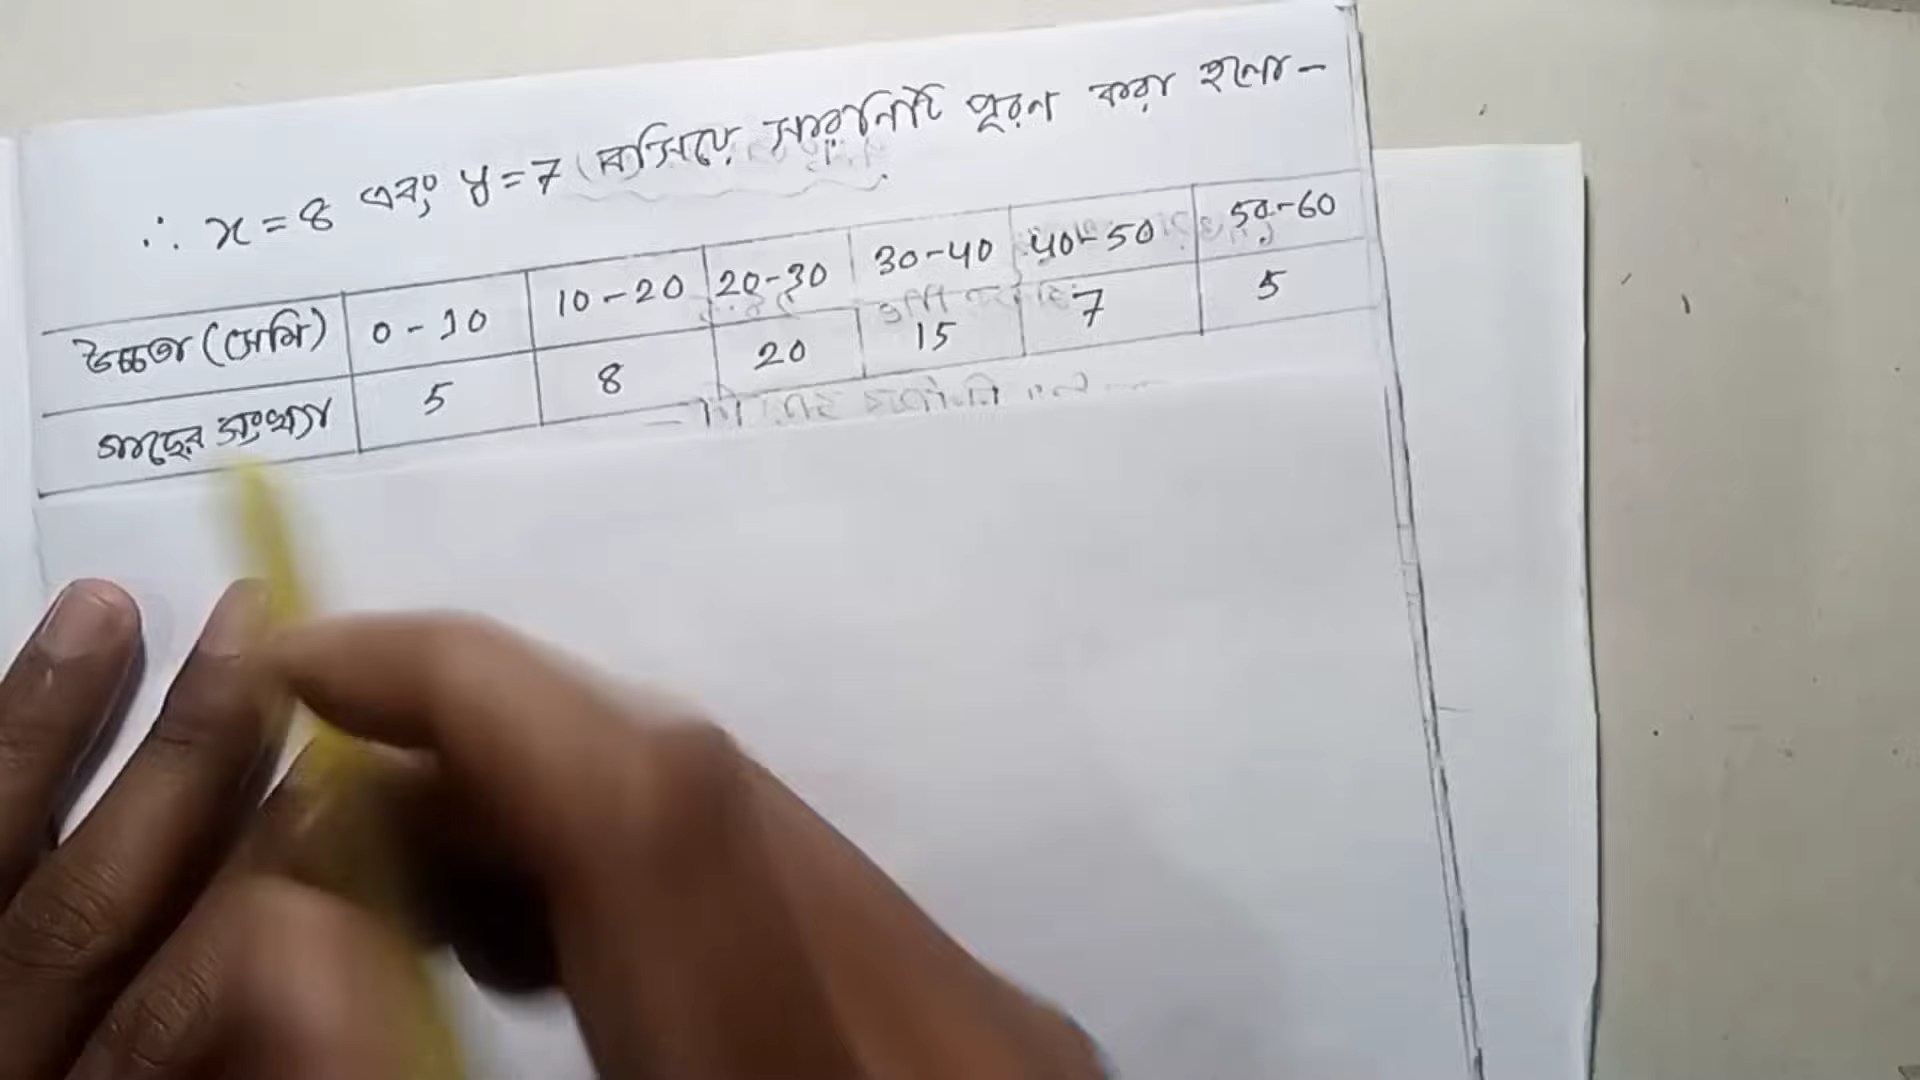 ∴ x = 8 এবং y = 7 বসিয়ে সারণিটি পূরন করা হলো-
উচ্চতা (সেমি) 0-10 10-20 20-30 30-40 40-50 50-60
গাছের সংখ্যা 5 8 20 15 7 5